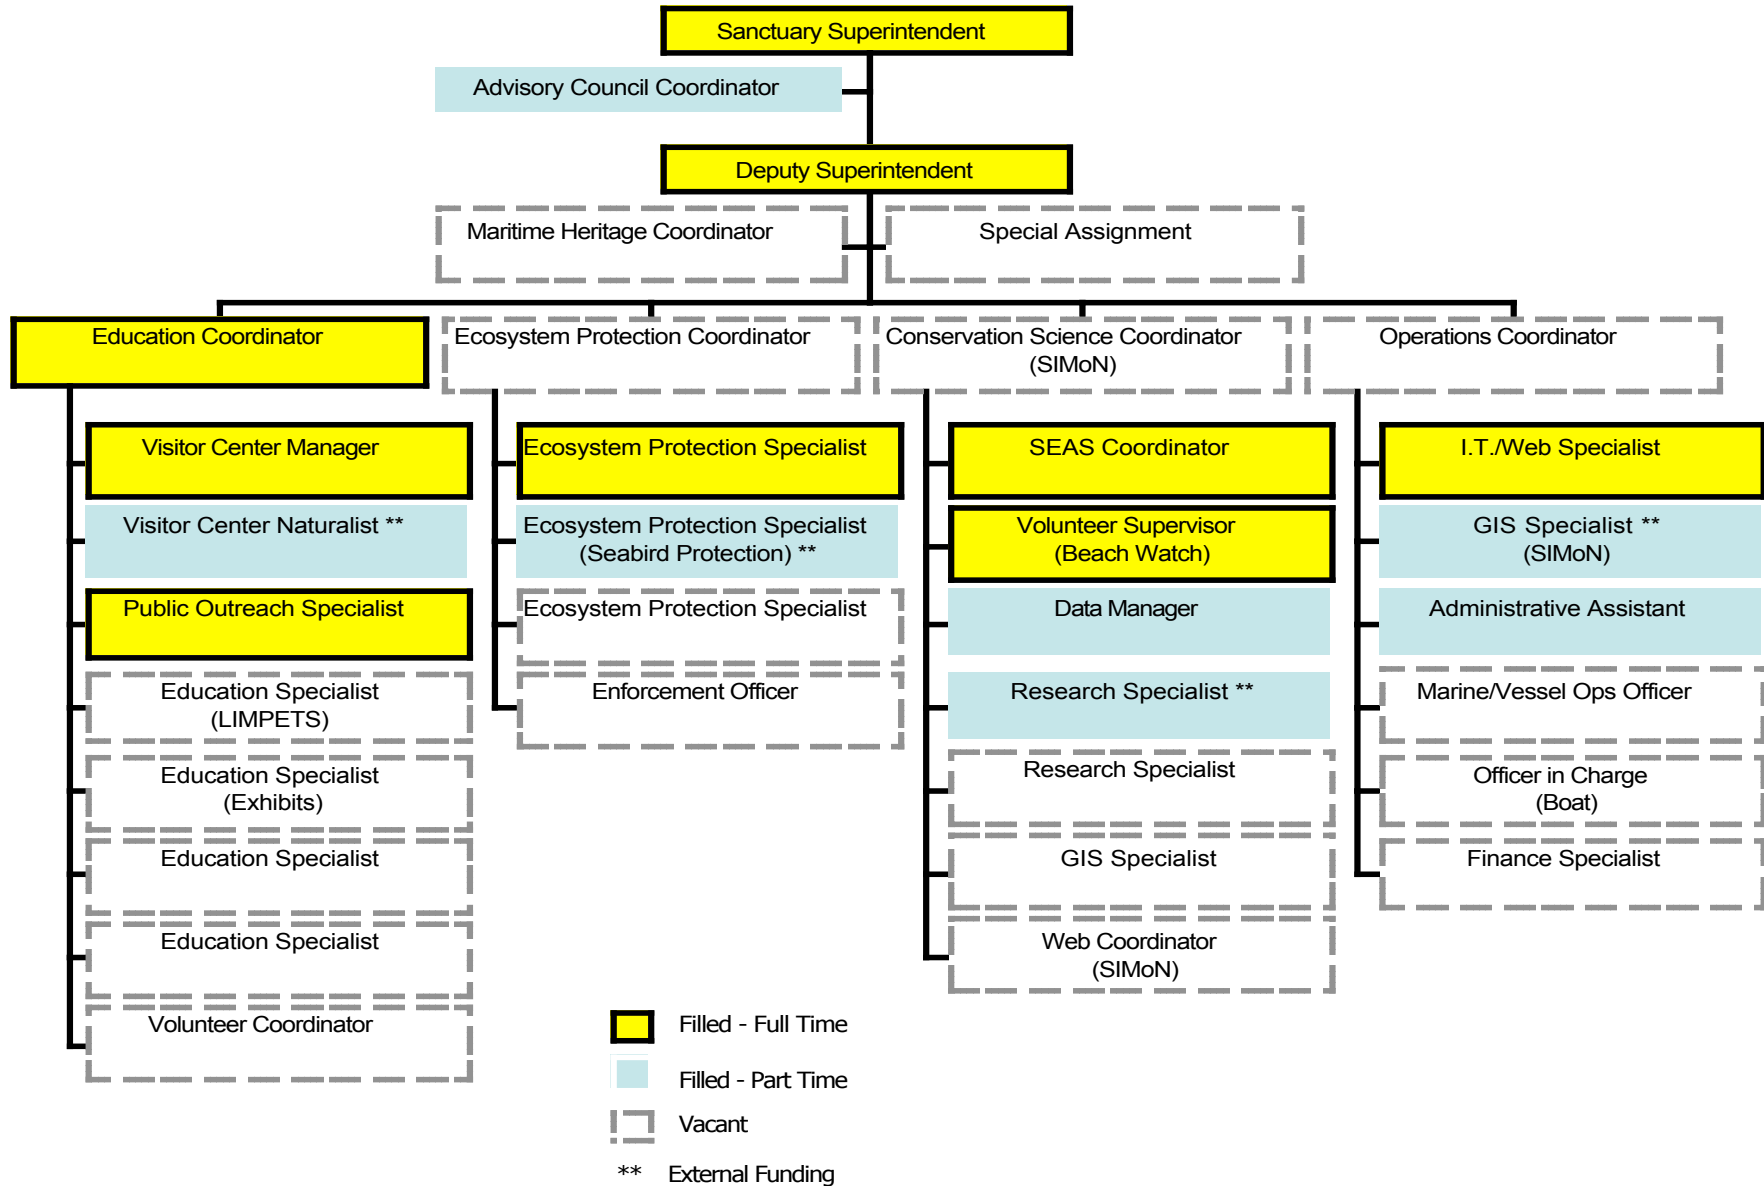 Sanctuary Superintendent
Advisory Council Coordinator
Deputy Superintendent
Maritime Heritage Coordinator
Special Assignment
Education Coordinator
Ecosystem Protection Coordinator
Conservation Science Coordinator
(SIMoN)
Operations Coordinator
Visitor Center Manager
Visitor Center Naturalist **
Public Outreach Specialist
Education Specialist
(LIMPETS)
Education Specialist
(Exhibits)
Education Specialist
Education Specialist
Volunteer Coordinator
Ecosystem Protection Specialist
Ecosystem Protection Specialist
(Seabird Protection) **
Ecosystem Protection Specialist
Enforcement Officer
SEAS Coordinator
Volunteer Supervisor
(Beach Watch)
Data Manager
Research Specialist **
Research Specialist
GIS Specialist
Web Coordinator
(SIMoN)
I.T./Web Specialist
GIS Specialist **
(SIMoN)
Administrative Assistant
Marine/Vessel Ops Officer
Officer in Charge
(Boat)
Finance Specialist
Filled - Full Time
Filled - Part Time
Vacant
** External Funding